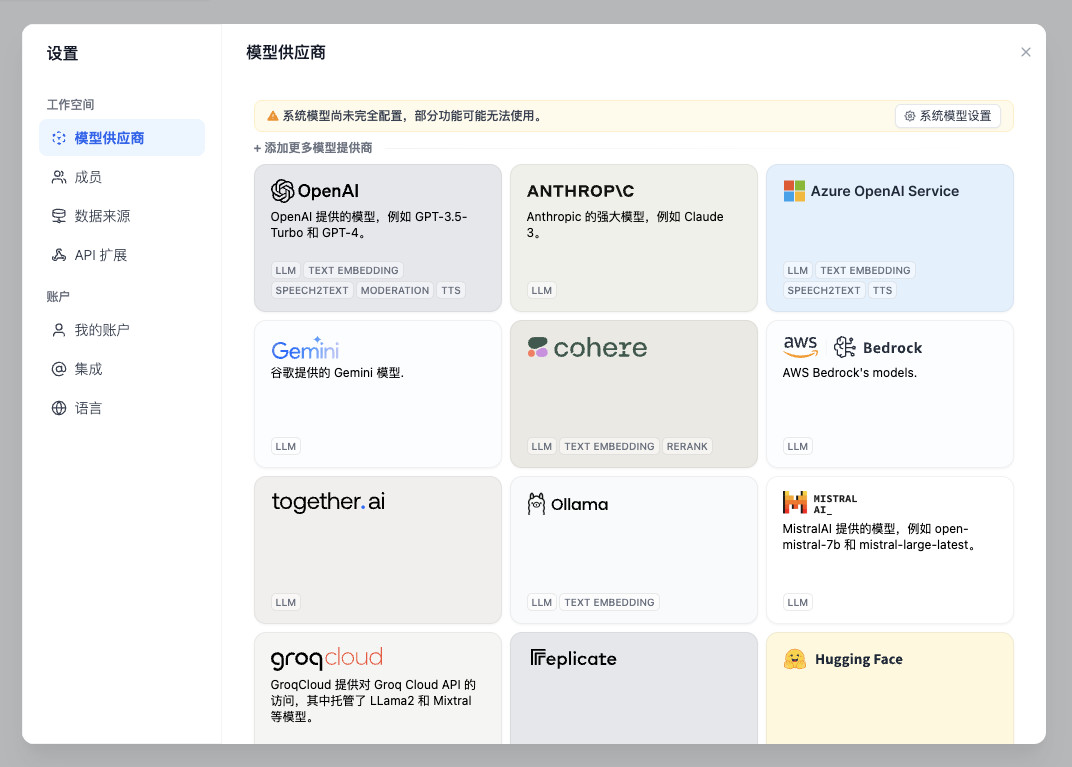 设置
工作空间
模型供应商
成员
数据来源
API 扩展
账户
我的账户
集成
语言
模型供应商
系统模型尚未完全配置，部分功能可能无法使用。
系统模型设置
+ 添加更多模型提供商
OpenAI
OpenAI 提供的模型，例如 GPT-3.5-
Turbo 和 GPT-4。
LLM TEXT EMBEDDING
SPEECH2TEXT MODERATION TTS
ANTHROP\C
Anthropic 的强大模型，例如 Claude
3。
LLM
Azure OpenAI Service
LLM TEXT EMBEDDING
SPEECH2TEXT TTS
Gemini
谷歌提供的 Gemini 模型.
LLM
cohere
LLM TEXT EMBEDDING RERANK
aws Bedrock
AWS Bedrock's models.
LLM
together.ai
LLM
Ollama
LLM TEXT EMBEDDING
MISTRAL
AI_
MistralAI 提供的模型，例如 open-
mistral-7b 和 mistral-large-latest。
LLM
groqcloud
GroqCloud 提供对 Groq Cloud API 的
访问，其中托管了 LLama2 和 Mixtral
等模型。
Replicate
Hugging Face